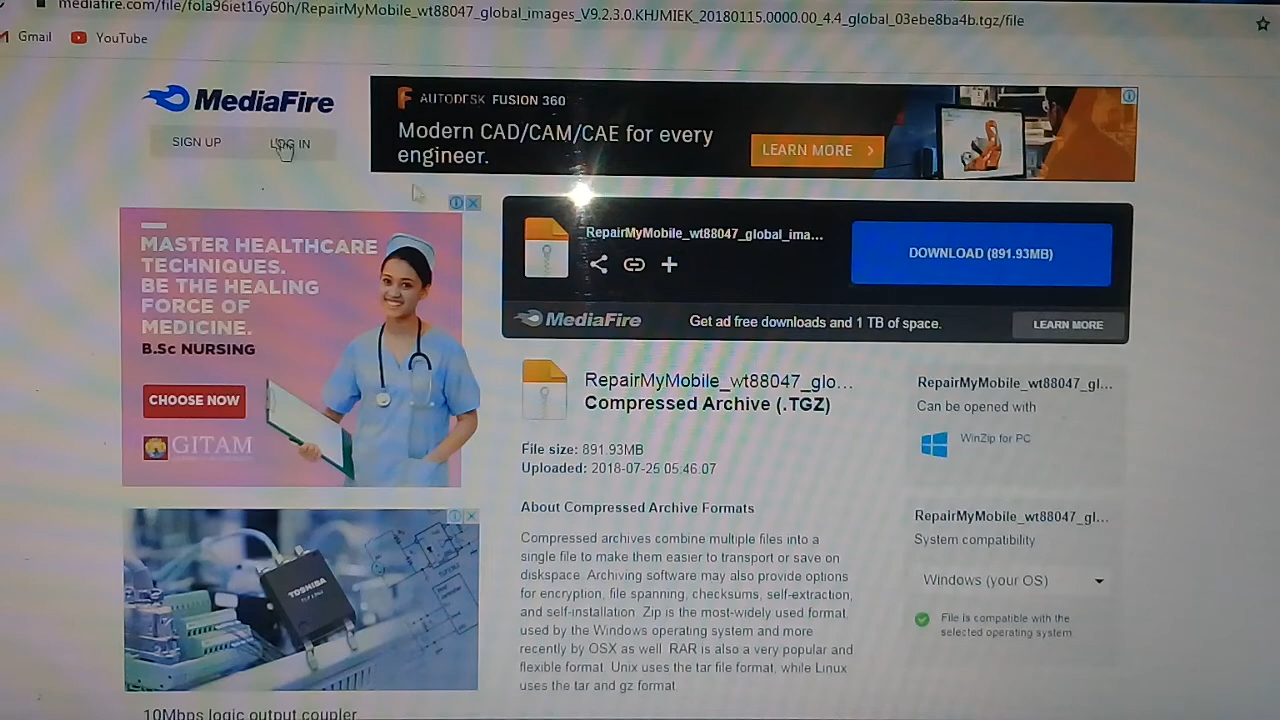 mediafire.com/file/fola96iet16y60h/RepairMyMobile_wt88047_global_images_V9.2.3.0.KHJMIEK_20180115.0000.00_4.4_global_03ebe8ba4b.tgz/file
Gmail
YouTube
MediaFire
SIGN UP
LOG IN
AUTODESK FUSION 360
Modern CAD/CAM/CAE for every
engineer.
LEARN MORE
MASTER HEALTHCARE
TECHNIQUES.
BE THE HEALING
FORCE OF
MEDICINE.
B.Sc NURSING
CHOOSE NOW
GITAM
RepairMyMobile_wt88047_global_ima...
DOWNLOAD (891.93MB)
MediaFire
Get ad free downloads and 1 TB of space.
LEARN MORE
RepairMyMobile_wt88047_glo...
Compressed Archive (.TGZ)
File size: 891.93MB
Uploaded: 2018-07-25 05:46:07
About Compressed Archive Formats
Compressed archives combine multiple files into a
single file to make them easier to transport or save on
diskspace. Archiving software may also provide options
for encryption, file spanning, checksums, self-extraction,
and self-installation. Zip is the most-widely used format,
used by the Windows operating system and more
recently by OSX as well. RAR is also a very popular and
flexible format. Unix uses the tar file format, while Linux
uses the tar and gz format.
RepairMyMobile_wt88047_gl...
Can be opened with
WinZip for PC
RepairMyMobile_wt88047_gl...
System compatibility
Windows (your OS)
File is compatible with the
selected operating system.
TOSHIBA
10Mbps logic output coupler